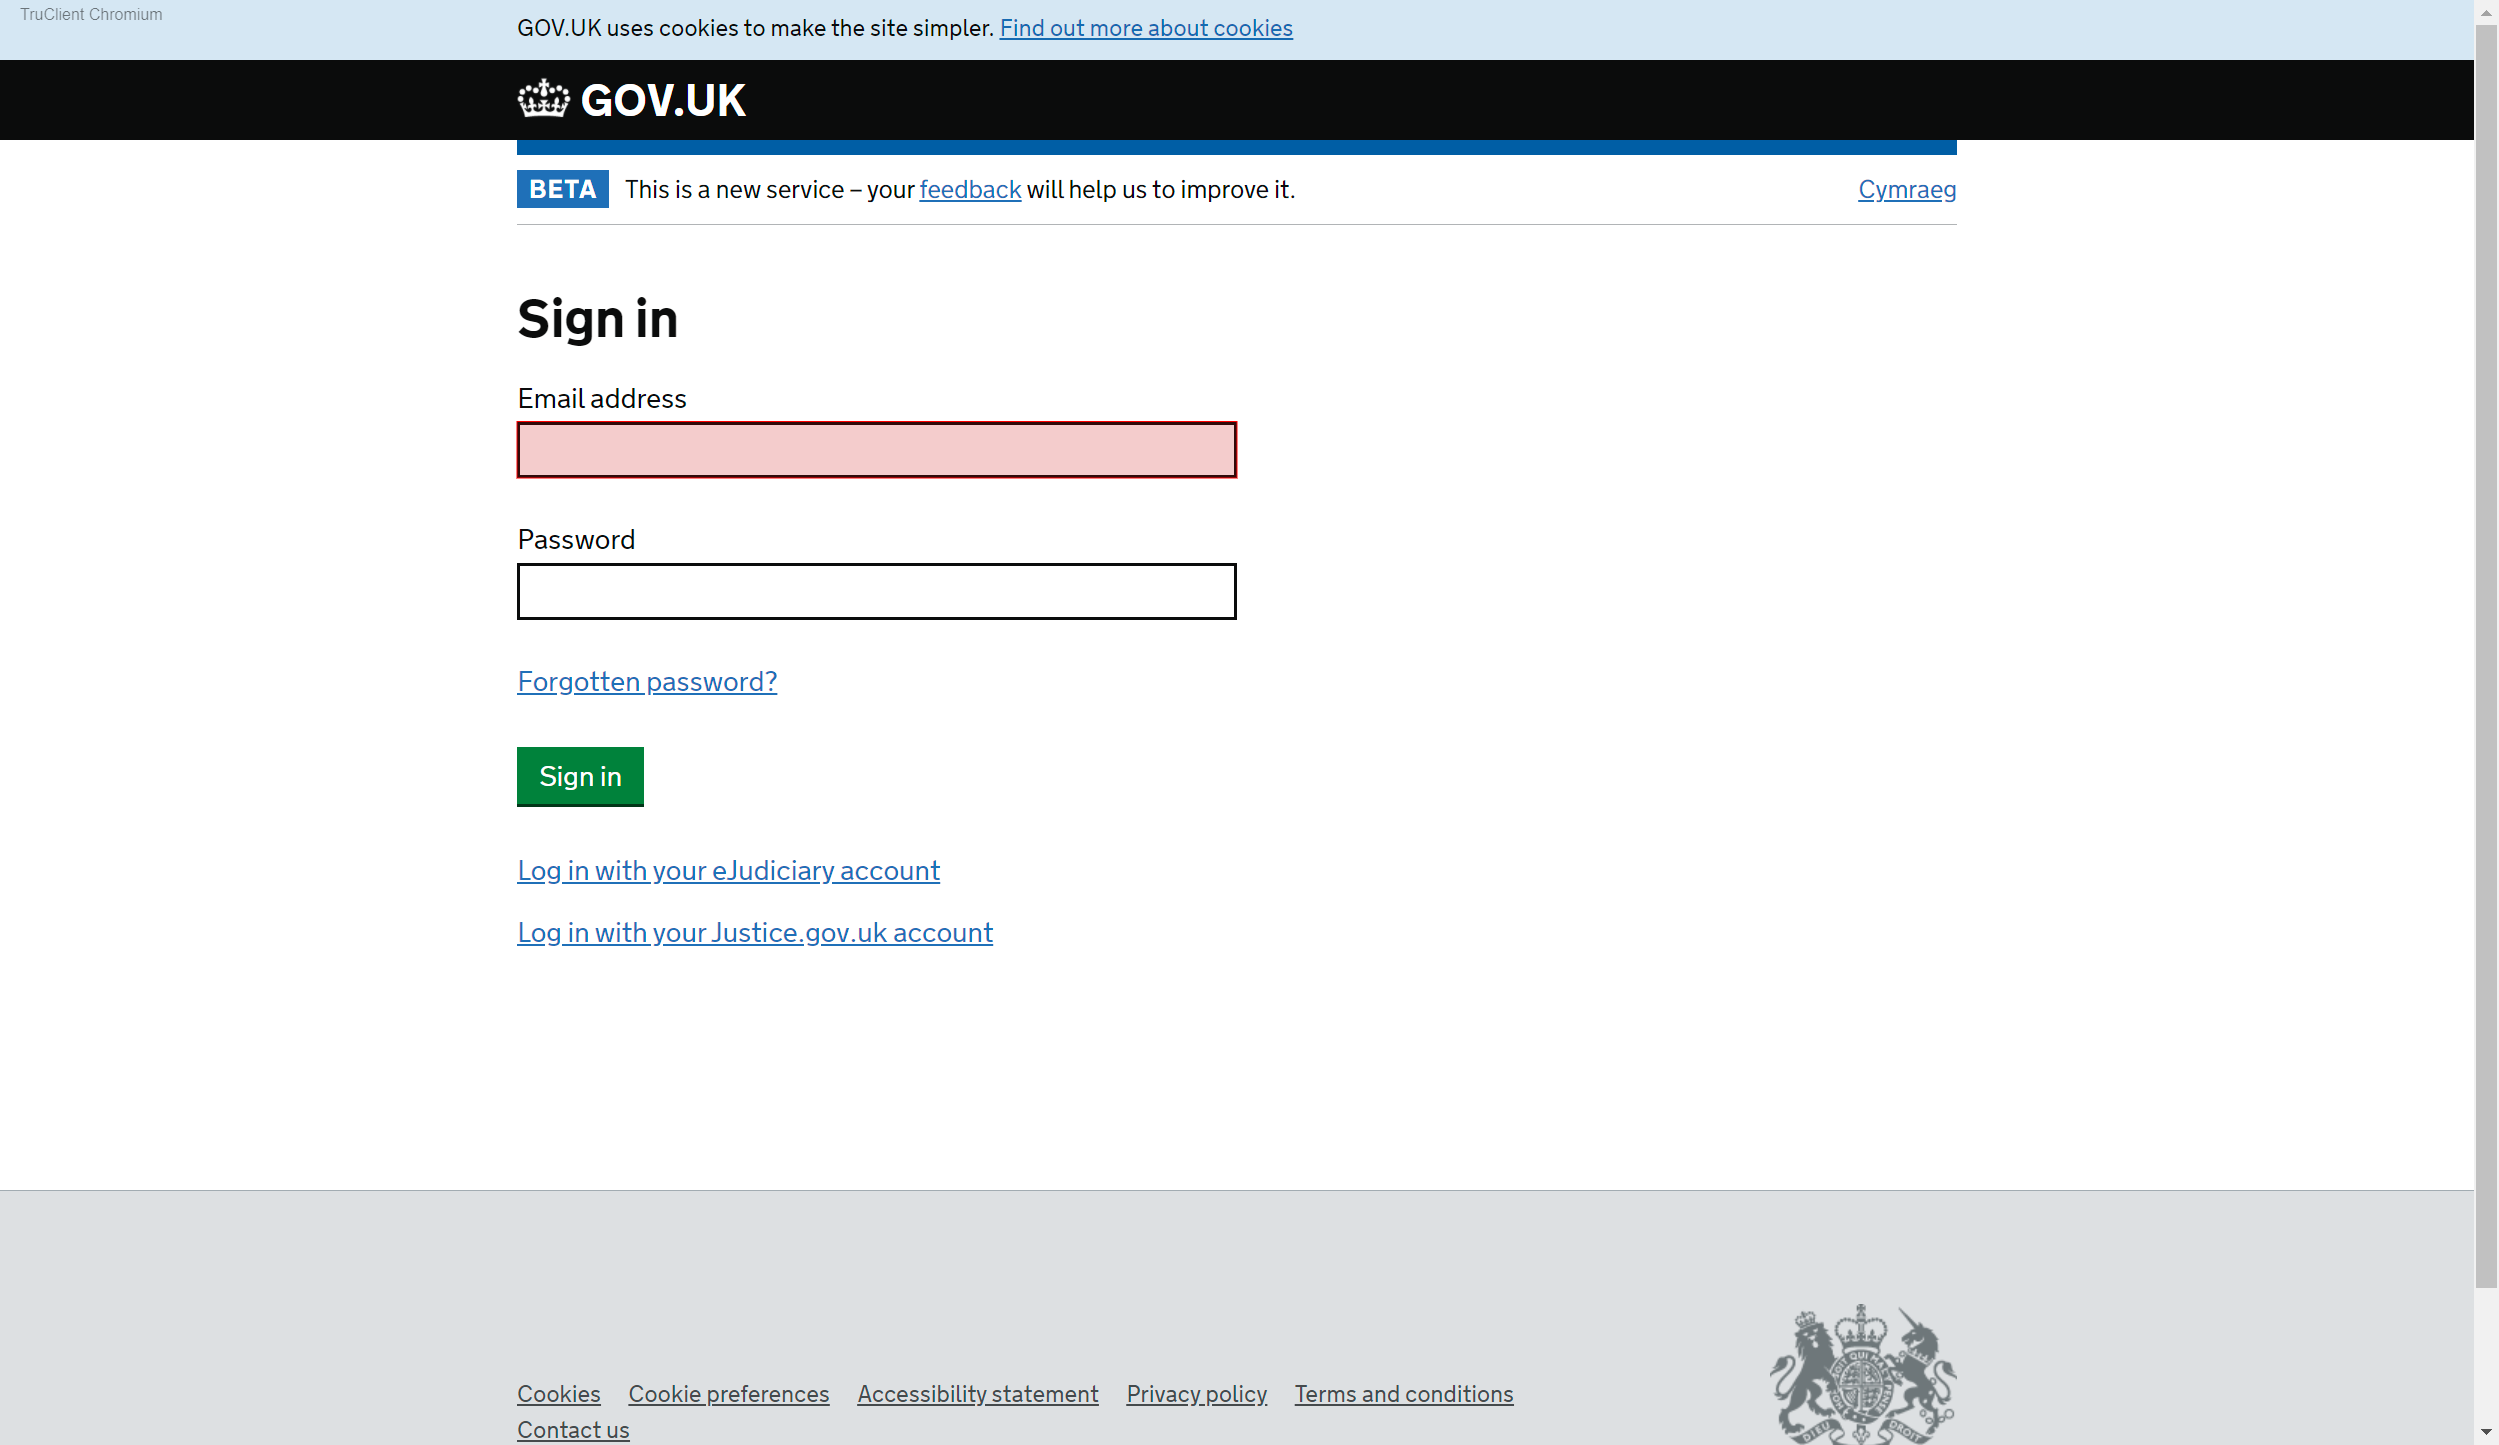 TruClient Chromium
GOV.UK uses cookies to make the site simpler. Find out more about cookies
GOV.UK
BETA This is a new service – your feedback will help us to improve it. Cymraeg
Sign in
Email address
Password
Forgotten password?
Sign in
Log in with your eJudiciary account
Log in with your Justice.gov.uk account
Cookies Cookie preferences Accessibility statement Privacy policy Terms and conditions
Contact us
DIEU DROIT